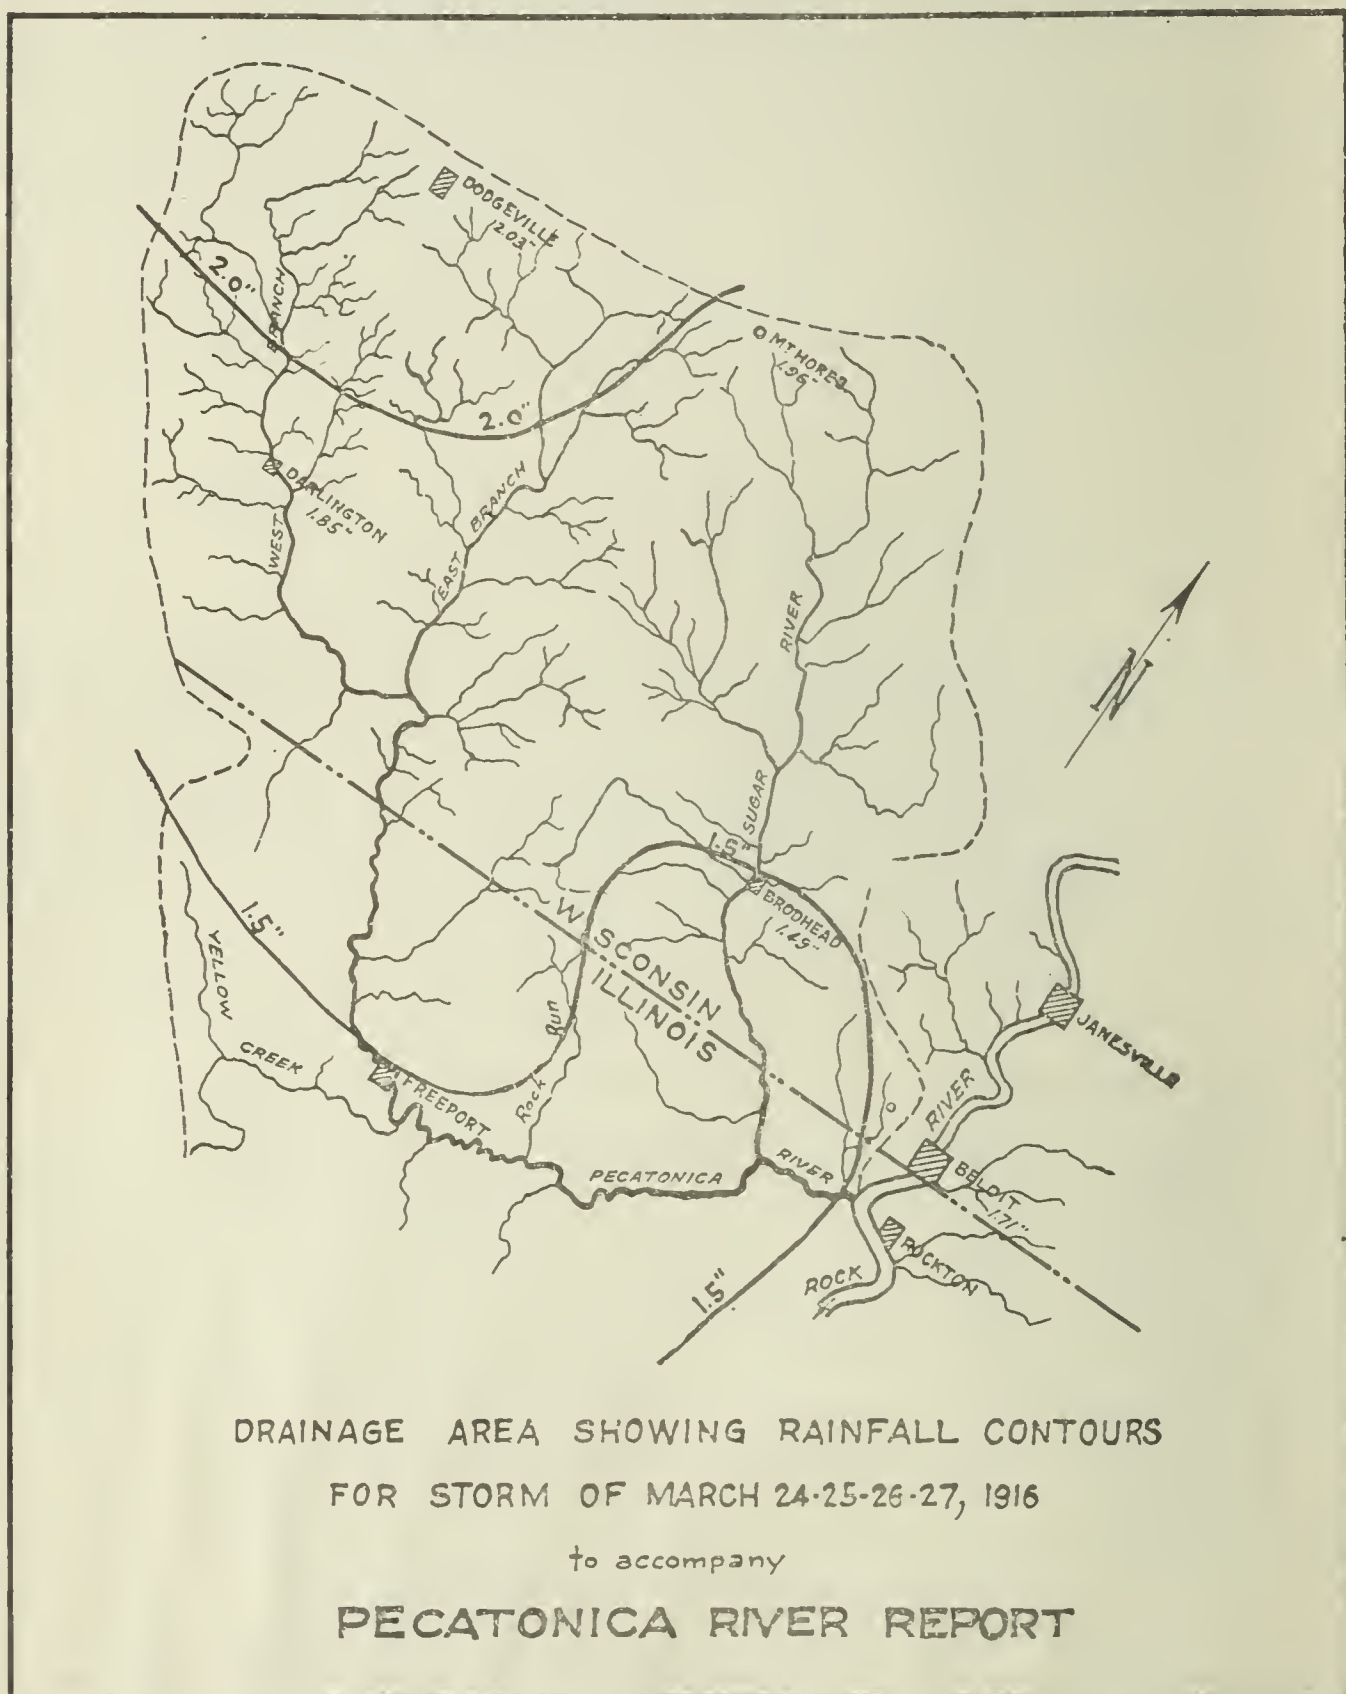 DODGEVILLE
2.03"
2.0"
BRANCH
MT HOREB
1.96"
2.0"
DARLINGTON
1.85"
WEST
BRANCH
EAST
RIVER
N
SUGAR
1.5"
BRODHEAD
1.49"
1.5"
YELLOW
CREEK
WISCONSIN
ILLINOIS
Run
Rock
FREEPORT
JANESVILLE
RIVER
PECATONICA
RIVER
BELOIT
1.71"
ROCKTON
ROCK
1.5"
DRAINAGE AREA SHOWING RAINFALL CONTOURS
FOR STORM OF MARCH 24-25-26-27, 1916
to accompany
PECATONICA RIVER REPORT